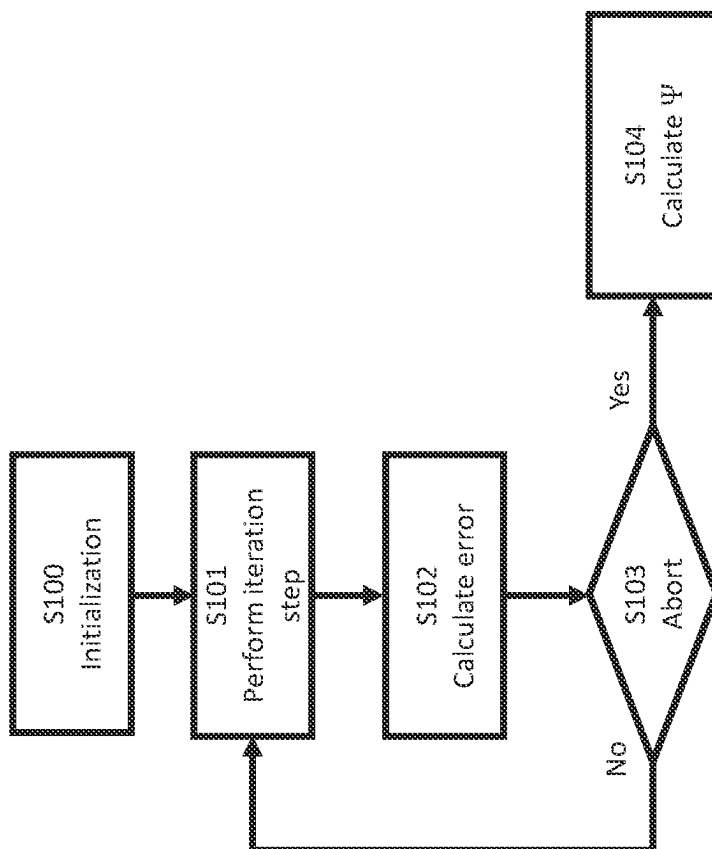 S100
Initialization
S101
Perform iteration
step
S102
Calculate error
S103
Abort
No
Yes
S104
Calculate Ψ